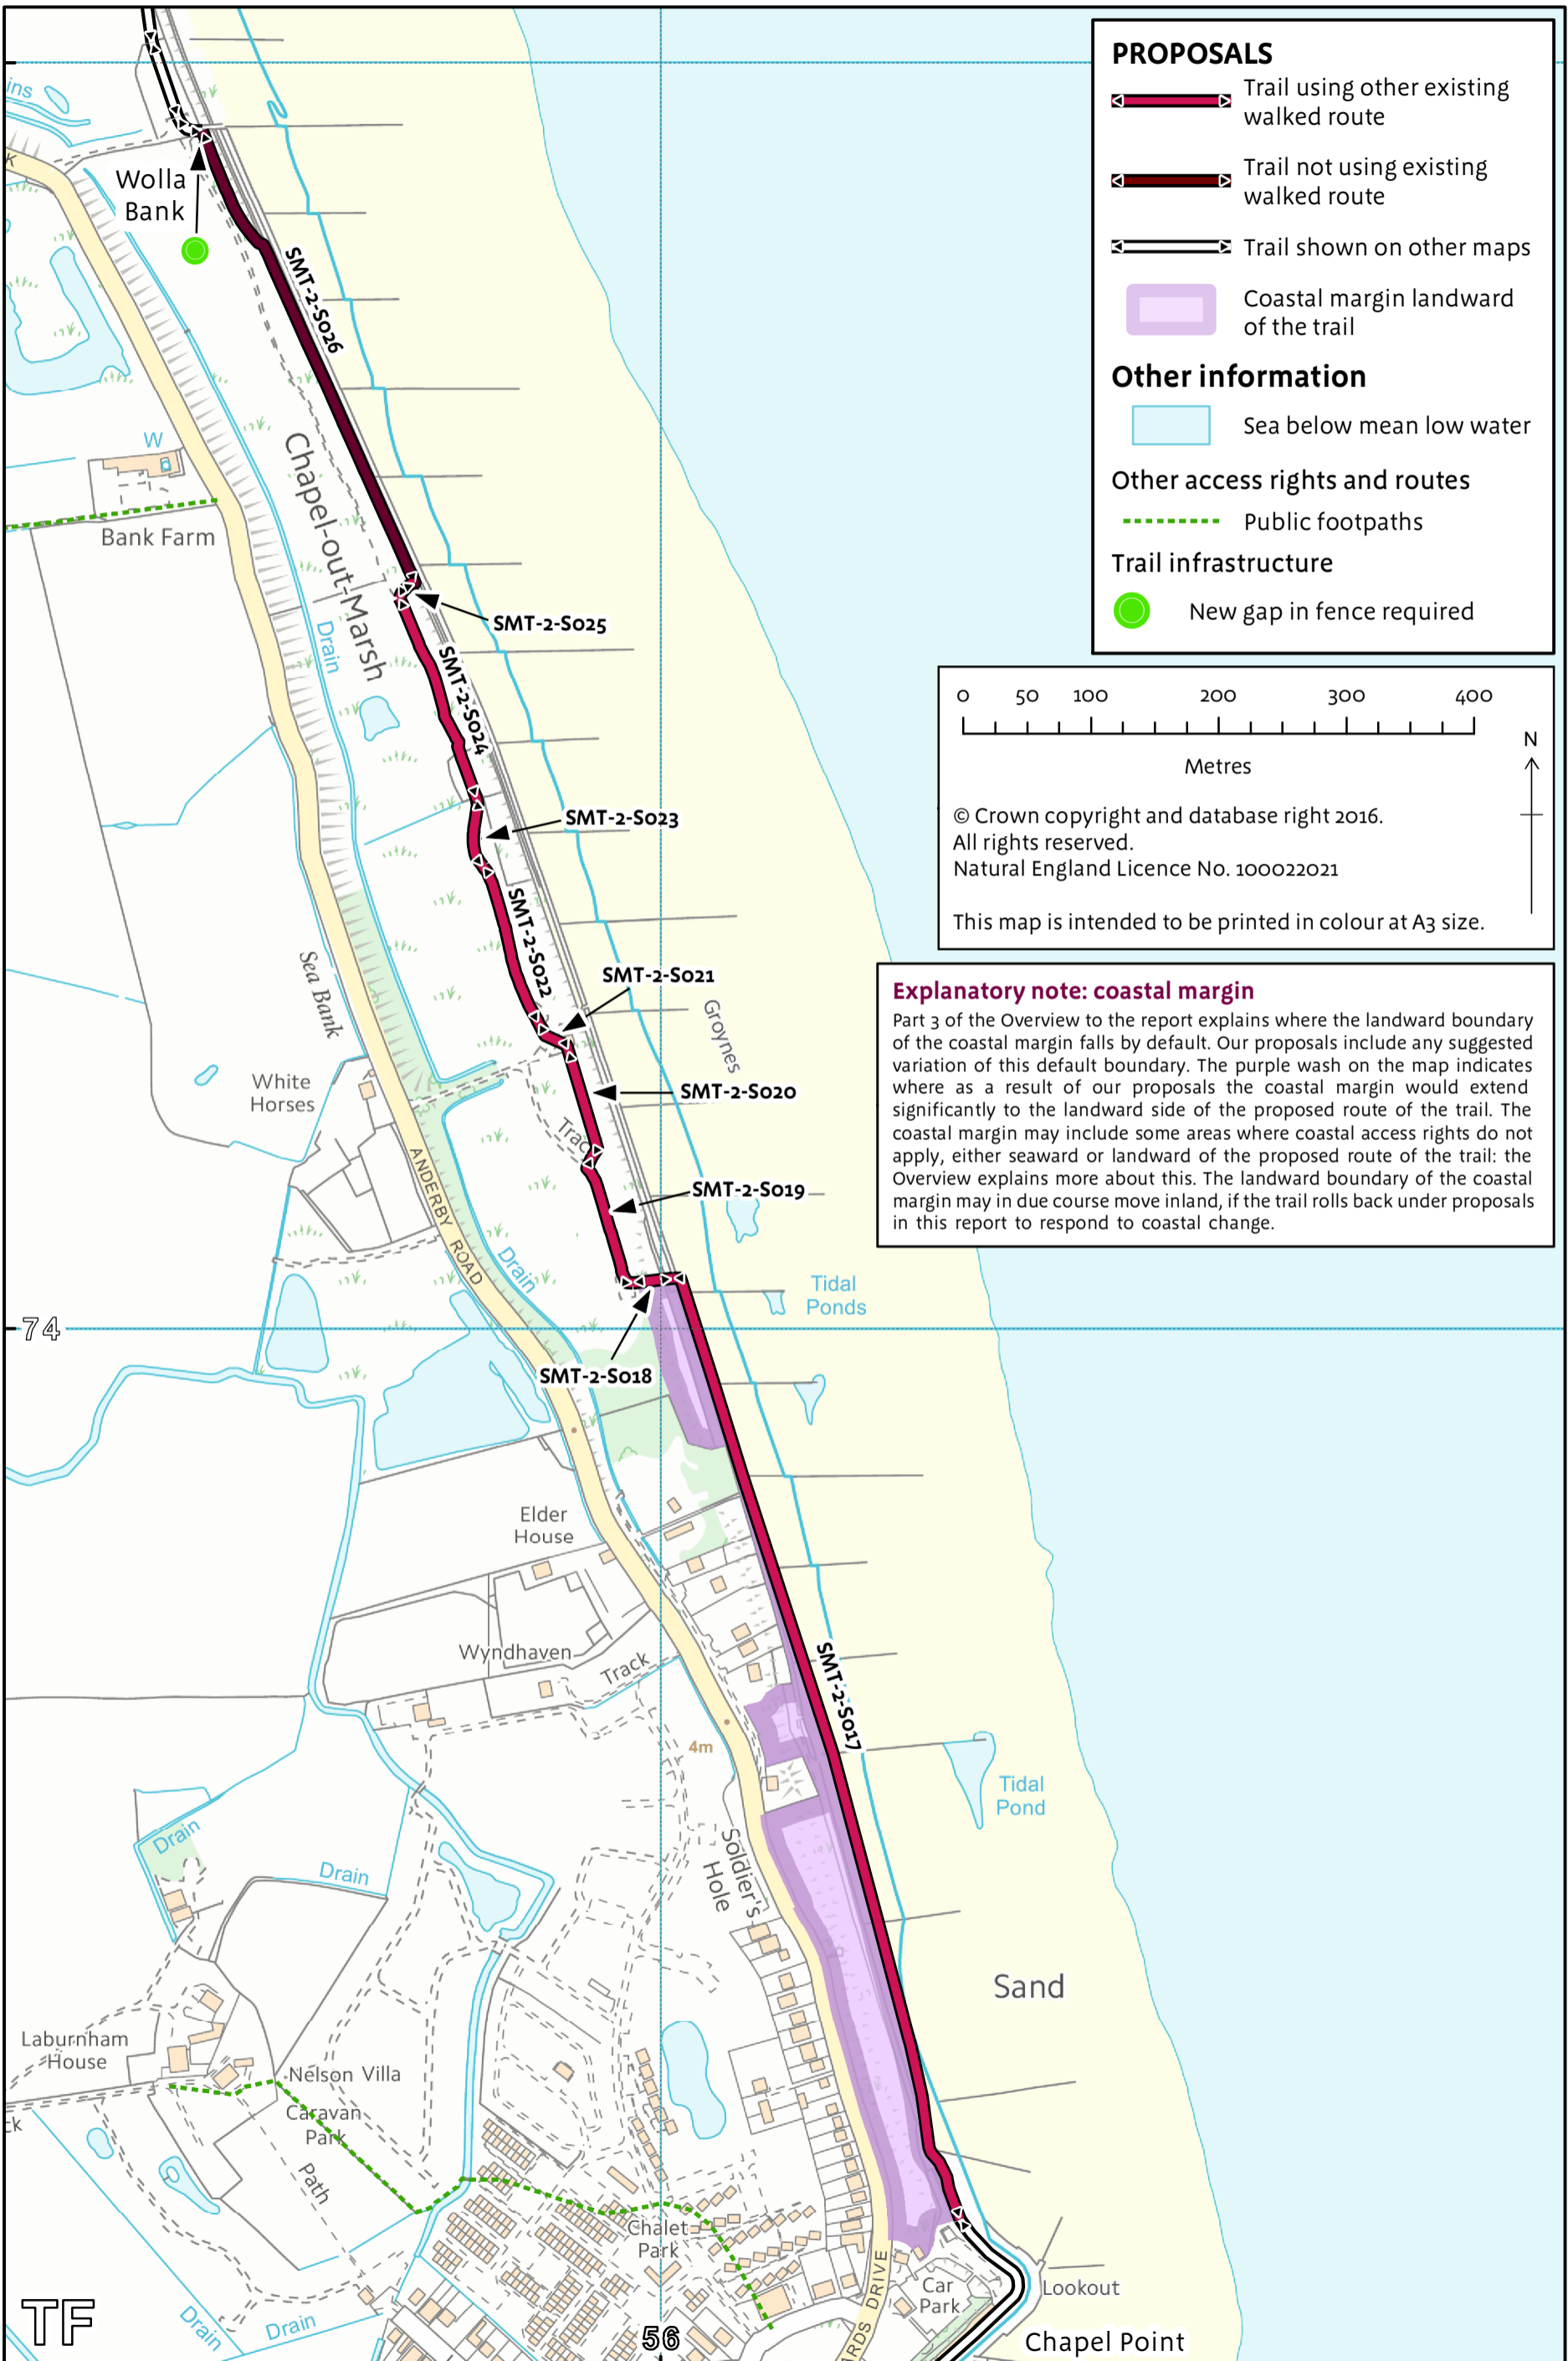 PROPOSALS
Trail using other existing
walked route
Trail not using existing
walked route
Trail shown on other maps
Coastal margin landward
of the trail
Other information
Sea below mean low water
Other access rights and routes
Public footpaths
Trail infrastructure
New gap in fence required
0 50 100 200 300 400
Metres
N
© Crown copyright and database right 2016.
All rights reserved.
Natural England Licence No. 100022021
This map is intended to be printed in colour at A3 size.
Explanatory note: coastal margin
Part 3 of the Overview to the report explains where the landward boundary
of the coastal margin falls by default. Our proposals include any suggested
variation of this default boundary. The purple wash on the map indicates
where as a result of our proposals the coastal margin would extend
significantly to the landward side of the proposed route of the trail. The
coastal margin may include some areas where coastal access rights do not
apply, either seaward or landward of the proposed route of the trail: the
Overview explains more about this. The landward boundary of the coastal
margin may in due course move inland, if the trail rolls back under proposals
in this report to respond to coastal change.
ins
K
Wolla
Bank
SMT-2-S026
W
Bank Farm
Chapel-out-Marsh
Drain
SMT-2-S025
SMT-2-S024
SMT-2-S023
SMT-2-S022
SMT-2-S021
Sea Bank
Groynes
White
Horses
SMT-2-S020
Track
ANDERBY ROAD
SMT-2-S019
Drain
Tidal
Ponds
74
SMT-2-S018
Elder
House
Wyndhaven
Track
SMT-2-S017
4m
Tidal
Pond
Drain
Drain
Soldier's
Hole
Sand
Laburnham
House
Nelson Villa
ck
Caravan
Park
Path
Chalet
Park
IRDS DRIVE
Car
Park
Lookout
TF
Drain
Drain
56
Chapel Point